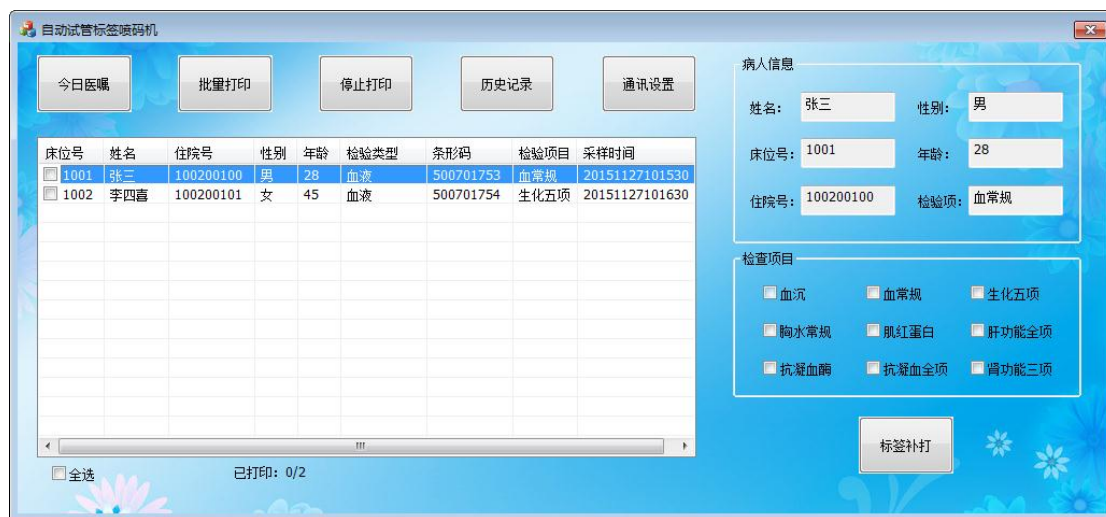 自动试管标签喷码机
今日医嘱 批量打印 停止打印 历史记录 通讯设置
床位号 姓名 住院号 性别 年龄 检验类型 条形码 检验项目 采样时间
1001 张三 100200100 男 28 血液 500701753 血常规 20151127101530
1002 李四喜 100200101 女 45 血液 500701754 生化五项 20151127101630
全选 已打印: 0/2
病人信息
姓名: 张三 性别: 男
床位号: 1001 年龄: 28
住院号: 100200100 检验项: 血常规
检查项目
血沉 血常规 生化五项
胸水常规 肌红蛋白 肝功能全项
抗凝血酶 抗凝血全项 肾功能三项
标签补打